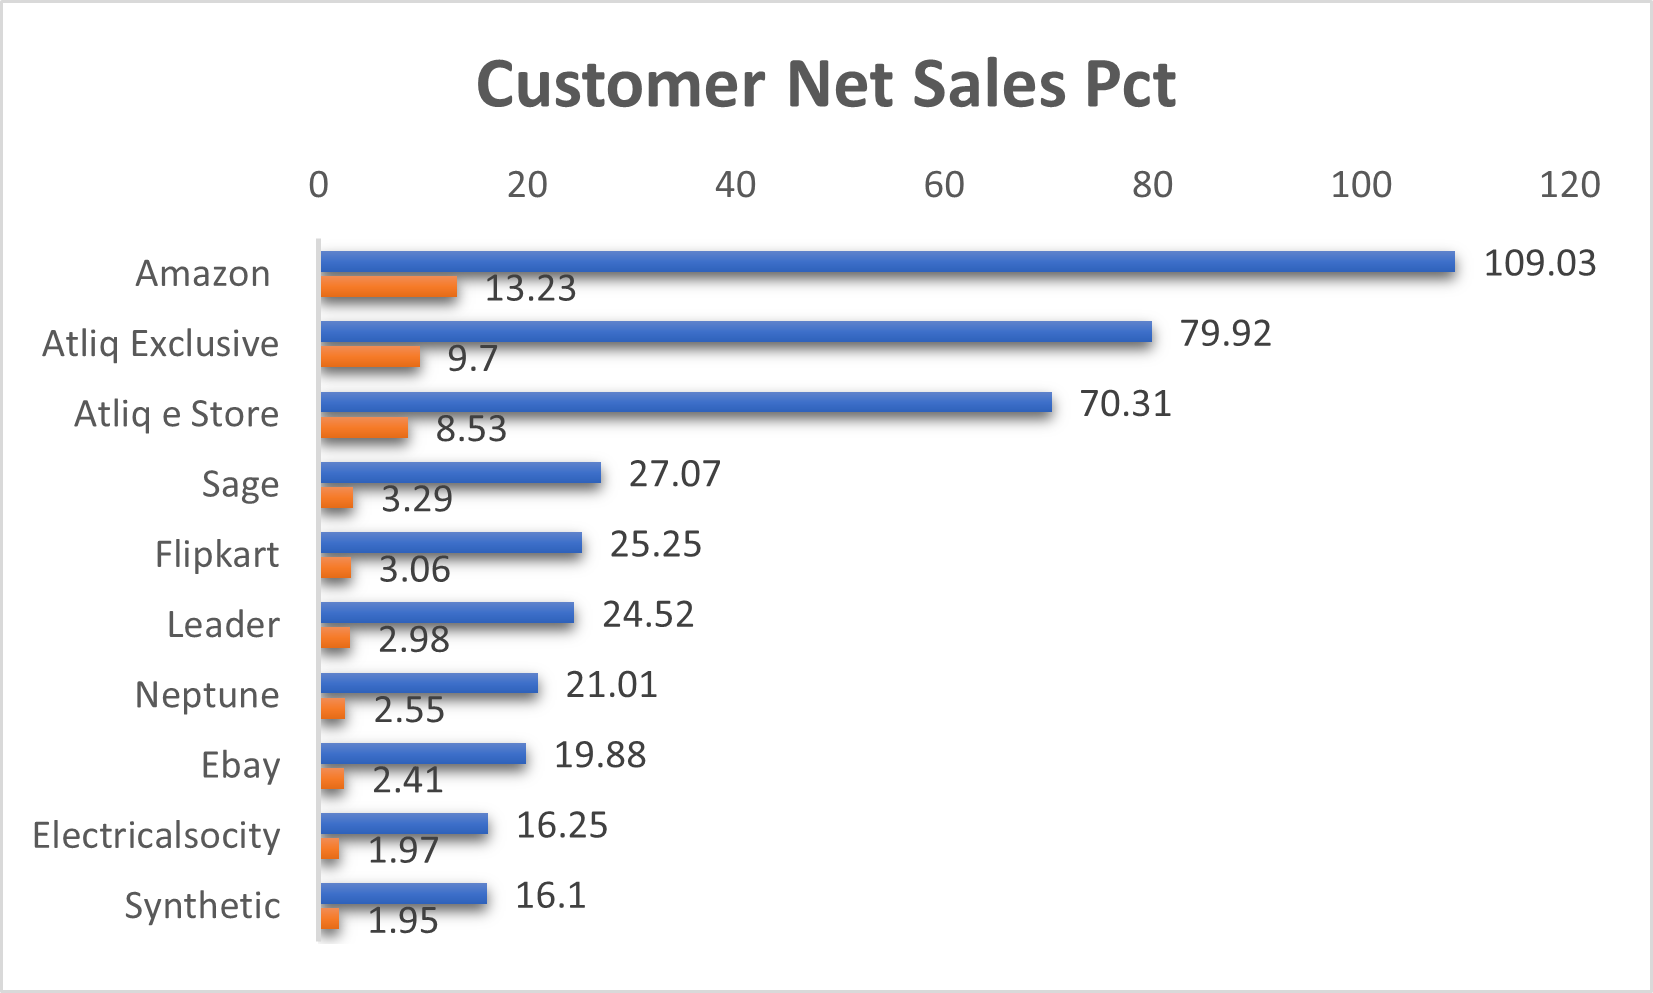 Customer Net Sales Pct
0 20 40 60 80 100 120
Amazon 109.03
13.23
Atliq Exclusive 79.92
9.7
Atliq e Store 70.31
8.53
Sage 27.07
3.29
Flipkart 25.25
3.06
Leader 24.52
2.98
Neptune 21.01
2.55
Ebay 19.88
2.41
Electricalsocity 16.25
1.97
Synthetic 16.1
1.95